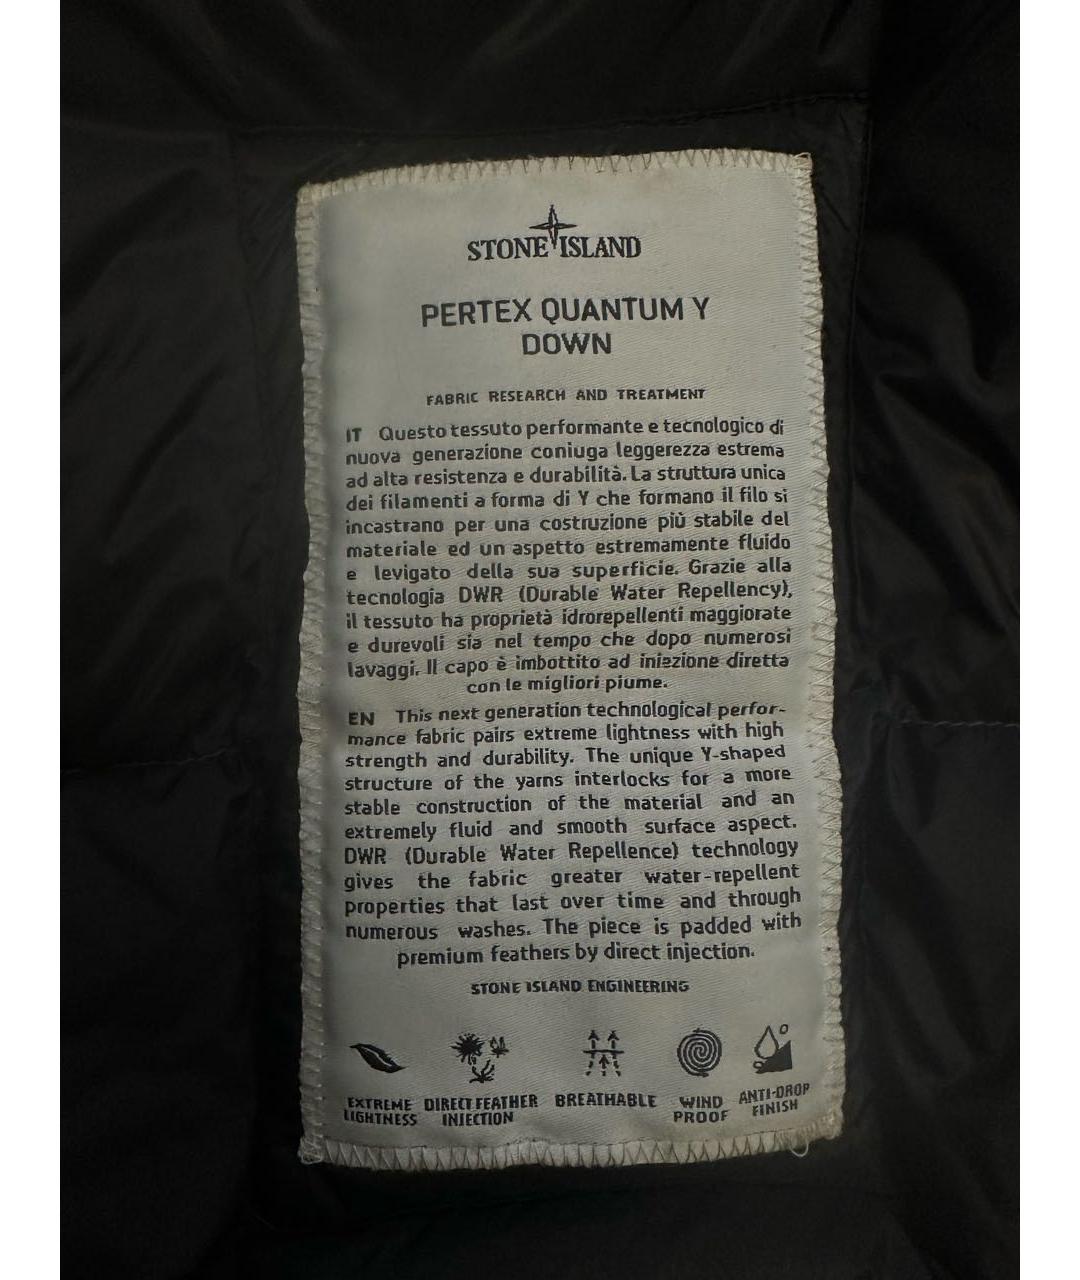 STONE ISLAND
PERTEX QUANTUM Y
DOWN
FABRIC RESEARCH AND TREATMENT
IT Questo tessuto performante e tecnologico di
nuova generazione coniuga leggerezza estrema
ad alta resistenza e durabilità. La struttura unica
dei filamenti a forma di Y che formano il filo si
incastrano per una costruzione più stabile del
materiale ed un aspetto estremamente fluido
e levigato della sua superficie. Grazie alla
tecnologia DWR (Durable Water Repellency),
il tessuto ha proprietà idrorepellenti maggiorate
e durevoli sia nel tempo che dopo numerosi
lavaggi. Il capo è imbottito ad iniezione diretta
con le migliori piume.
EN This next generation technological perfor-
mance fabric pairs extreme lightness with high
strength and durability. The unique Y-shaped
structure of the yarns interlocks for a more
stable construction of the material and an
extremely fluid and smooth surface aspect.
DWR (Durable Water Repellence) technology
gives the fabric greater water-repellent
properties that last over time and through
numerous washes. The piece is padded with
premium feathers by direct injection.
STONE ISLAND ENGINEERING
EXTREME
LIGHTNESS
DIRECT FEATHER
INJECTION
BREATHABLE
WIND
PROOF
ANTI-DROP
FINISH